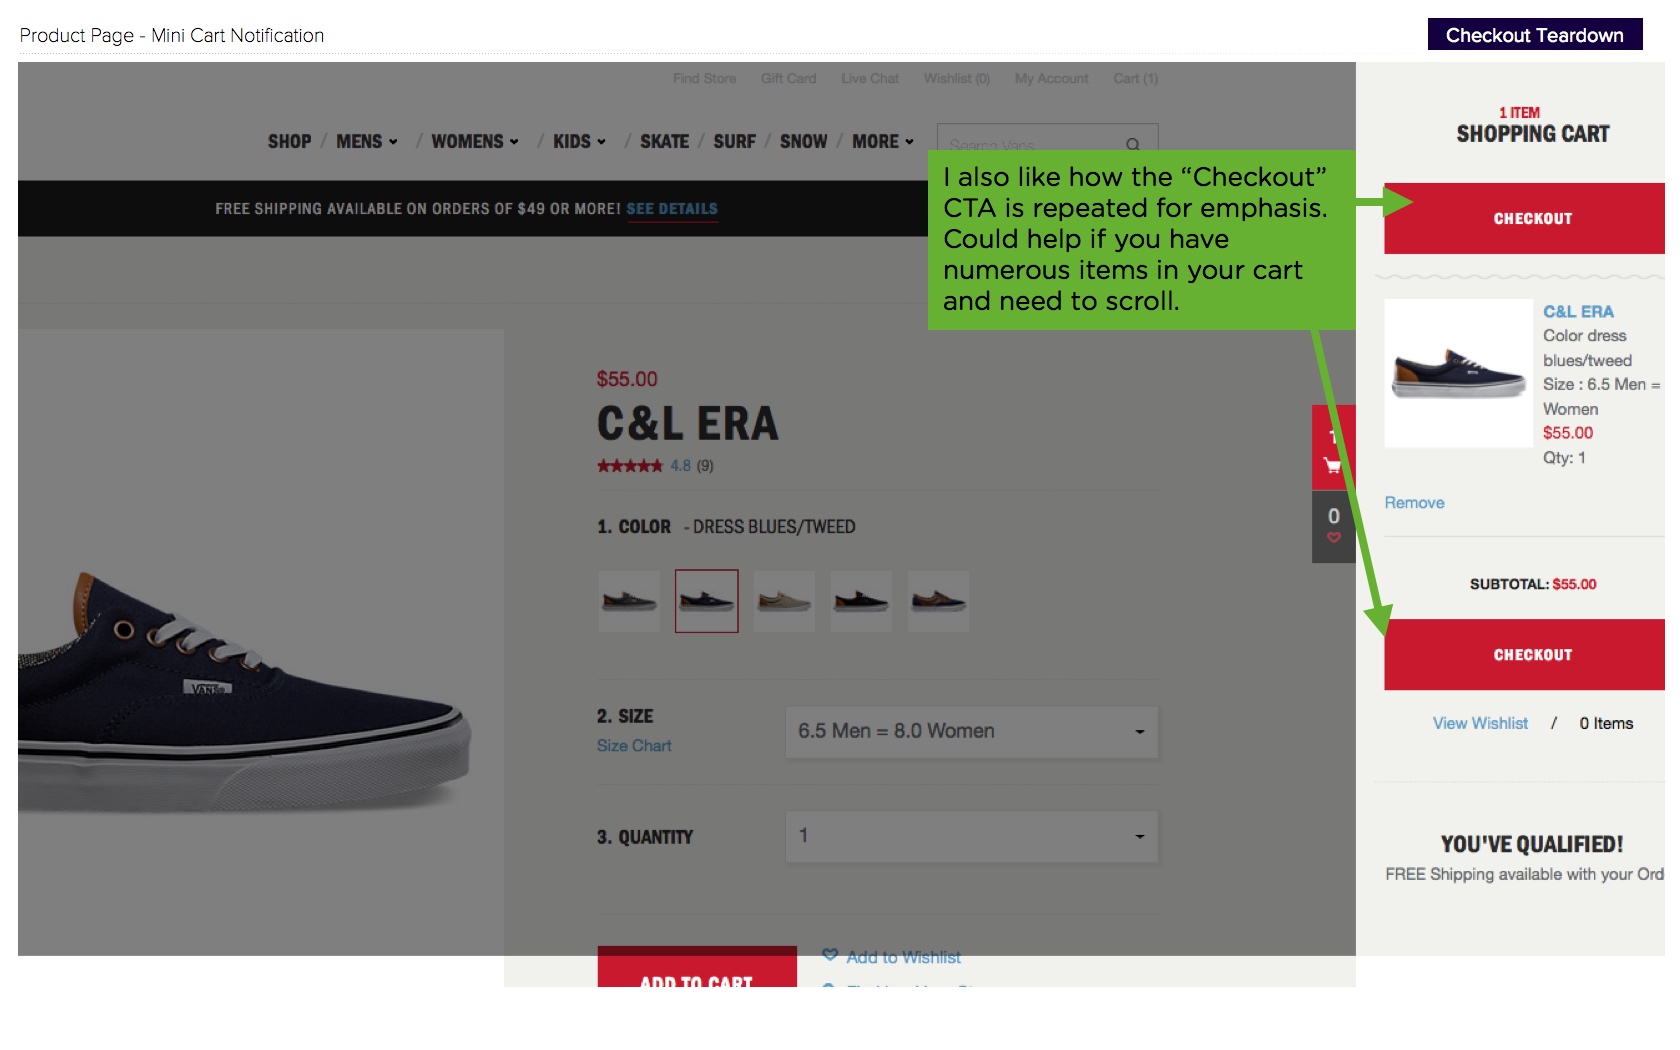 Product Page - Mini Cart Notification
Checkout Teardown
Find Store Gift Card Live Chat Wishlist (0) My Account Cart (1)
SHOP / MENS / WOMENS / KIDS / SKATE / SURF / SNOW / MORE
Search Vans
FREE SHIPPING AVAILABLE ON ORDERS OF $49 OR MORE! SEE DETAILS
I also like how the “Checkout”
CTA is repeated for emphasis.
Could help if you have
numerous items in your cart
and need to scroll.
$55.00
C&L ERA
4.8 (9)
1. COLOR - DRESS BLUES/TWEED
VANS
2. SIZE
Size Chart
6.5 Men = 8.0 Women
3. QUANTITY
1
ADD TO CART
Add to Wishlist
1
0
1 ITEM
SHOPPING CART
CHECKOUT
C&L ERA
Color dress
blues/tweed
Size : 6.5 Men =
Women
$55.00
Qty: 1
Remove
SUBTOTAL: $55.00
CHECKOUT
View Wishlist / 0 Items
YOU'VE QUALIFIED!
FREE Shipping available with your Ord